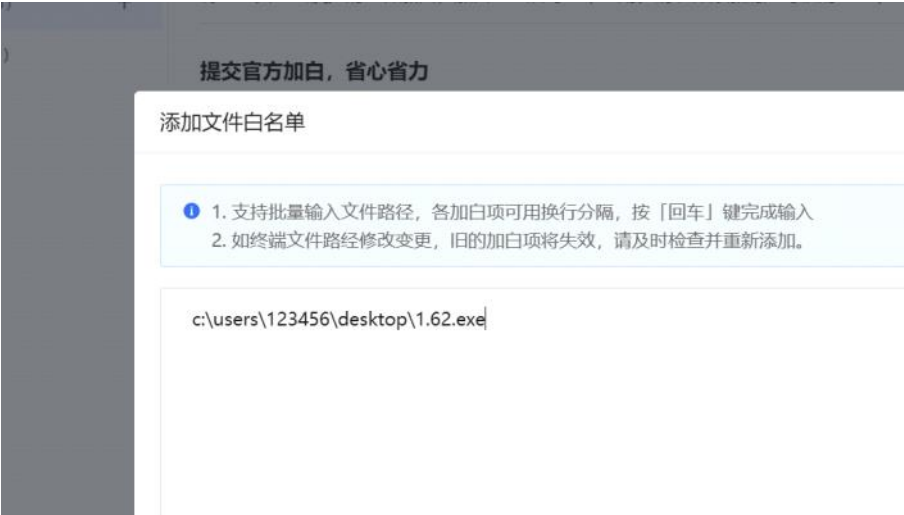 提交官方加白，省心省力
添加文件白名单
1. 支持批量输入文件路径，各加白项可用换行分隔，按「回车」键完成输入
2. 如终端文件路经修改变更，旧的加白项将失效，请及时检查并重新添加。
c:\users\123456\desktop\1.62.exe